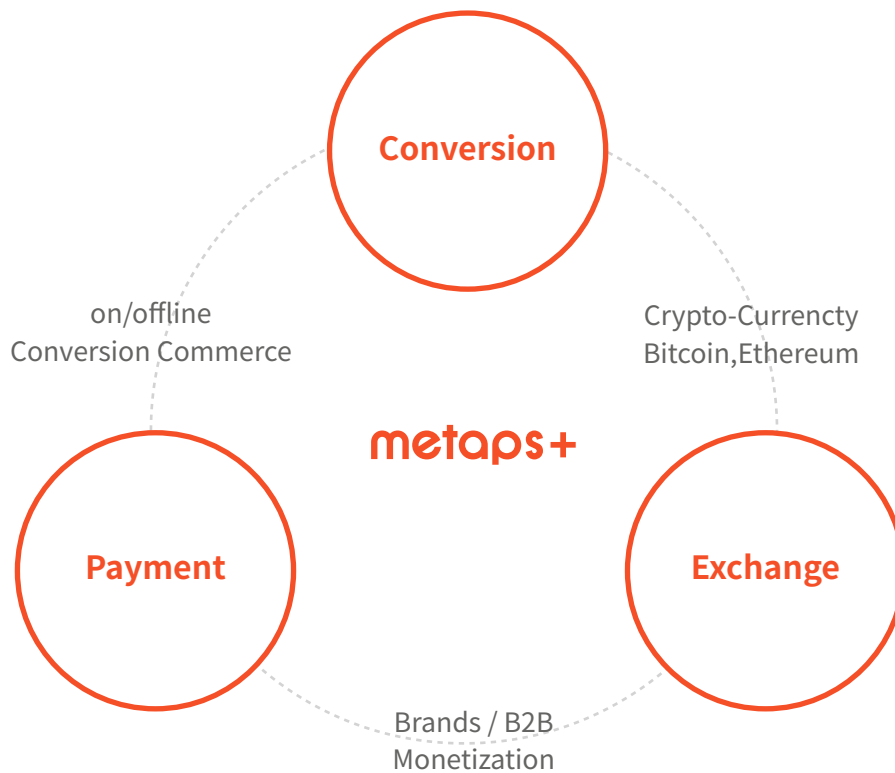 Conversion
on/offline
Conversion Commerce
Crypto-Currencty
Bitcoin,Ethereum
metaps+
Payment
Exchange
Brands / B2B
Monetization